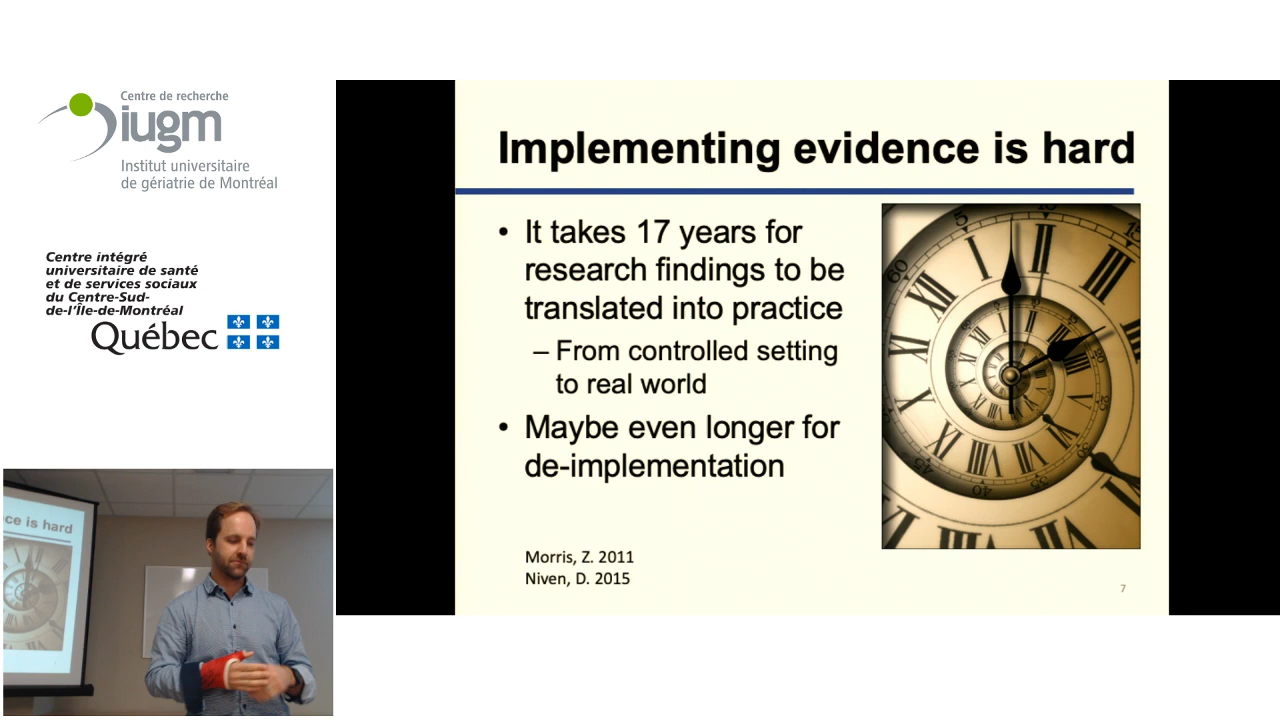 Centre de recherche
iugm
Institut universitaire
de gériatrie de Montréal
Centre intégré
universitaire de santé
et de services sociaux
du Centre-Sud-
de-l'Île-de-Montréal
Québec
ce is hard
Implementing evidence is hard
• It takes 17 years for
research findings to be
translated into practice
– From controlled setting
to real world
• Maybe even longer for
de-implementation
Morris, Z. 2011
Niven, D. 2015
7